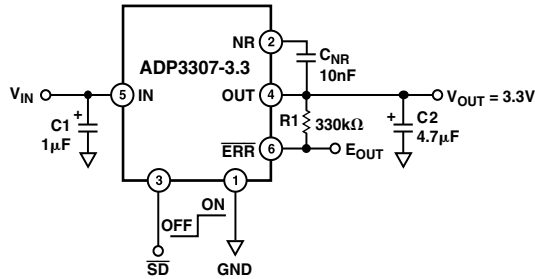 NR
2
C_NR
10nF
ADP3307-3.3
V_IN
5
IN
OUT
4
V_OUT = 3.3V
+
C1
1μF
R1
330kΩ
+
C2
4.7μF
ERR
6
E_OUT
3
1
ON
OFF
SD
GND